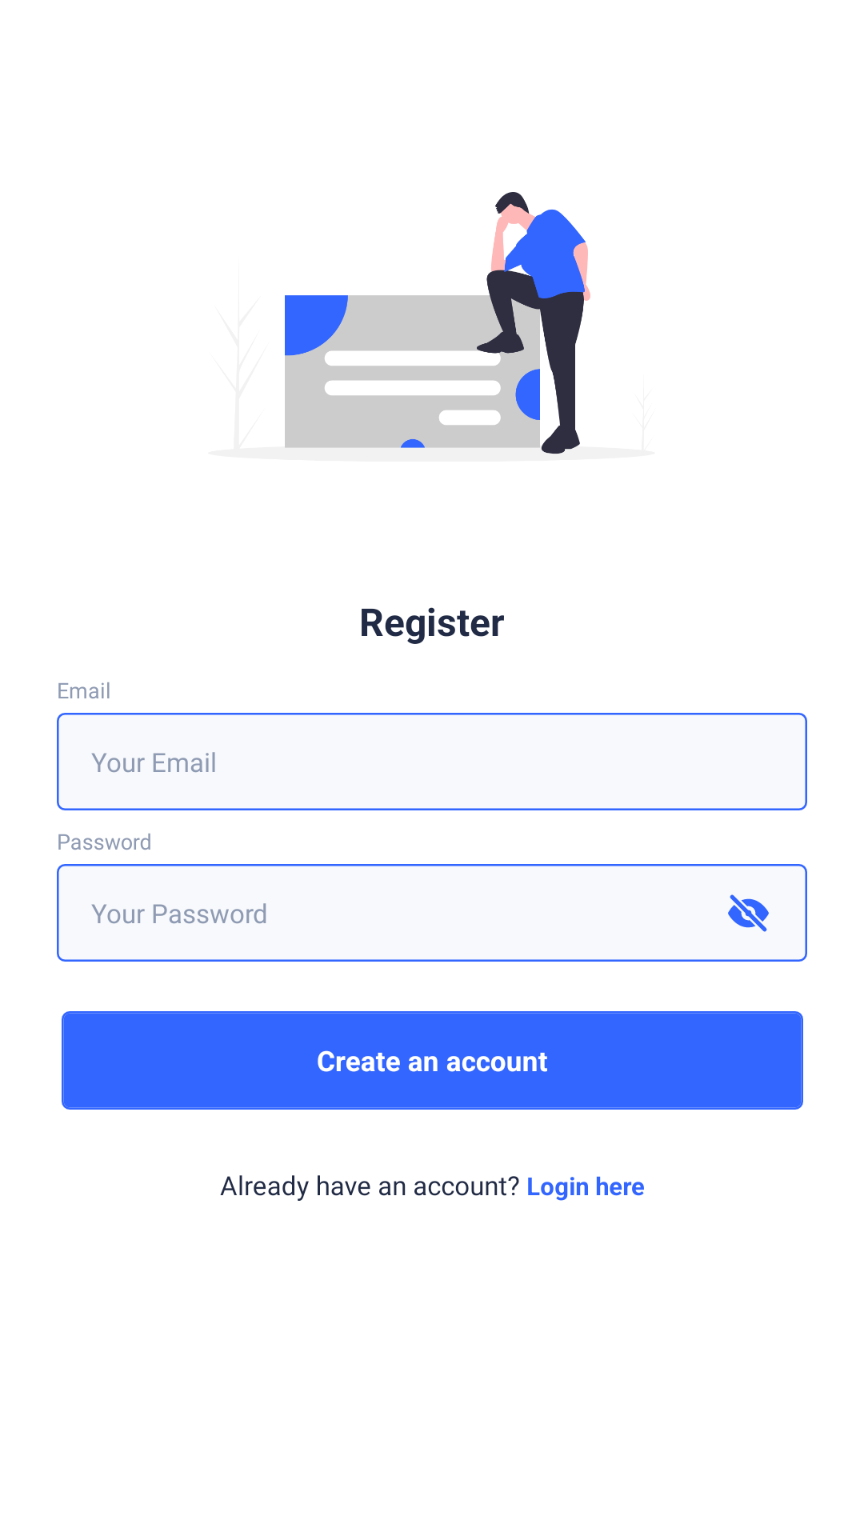 Register
Email
Your Email
Password
Your Password
Create an account
Already have an account? Login here